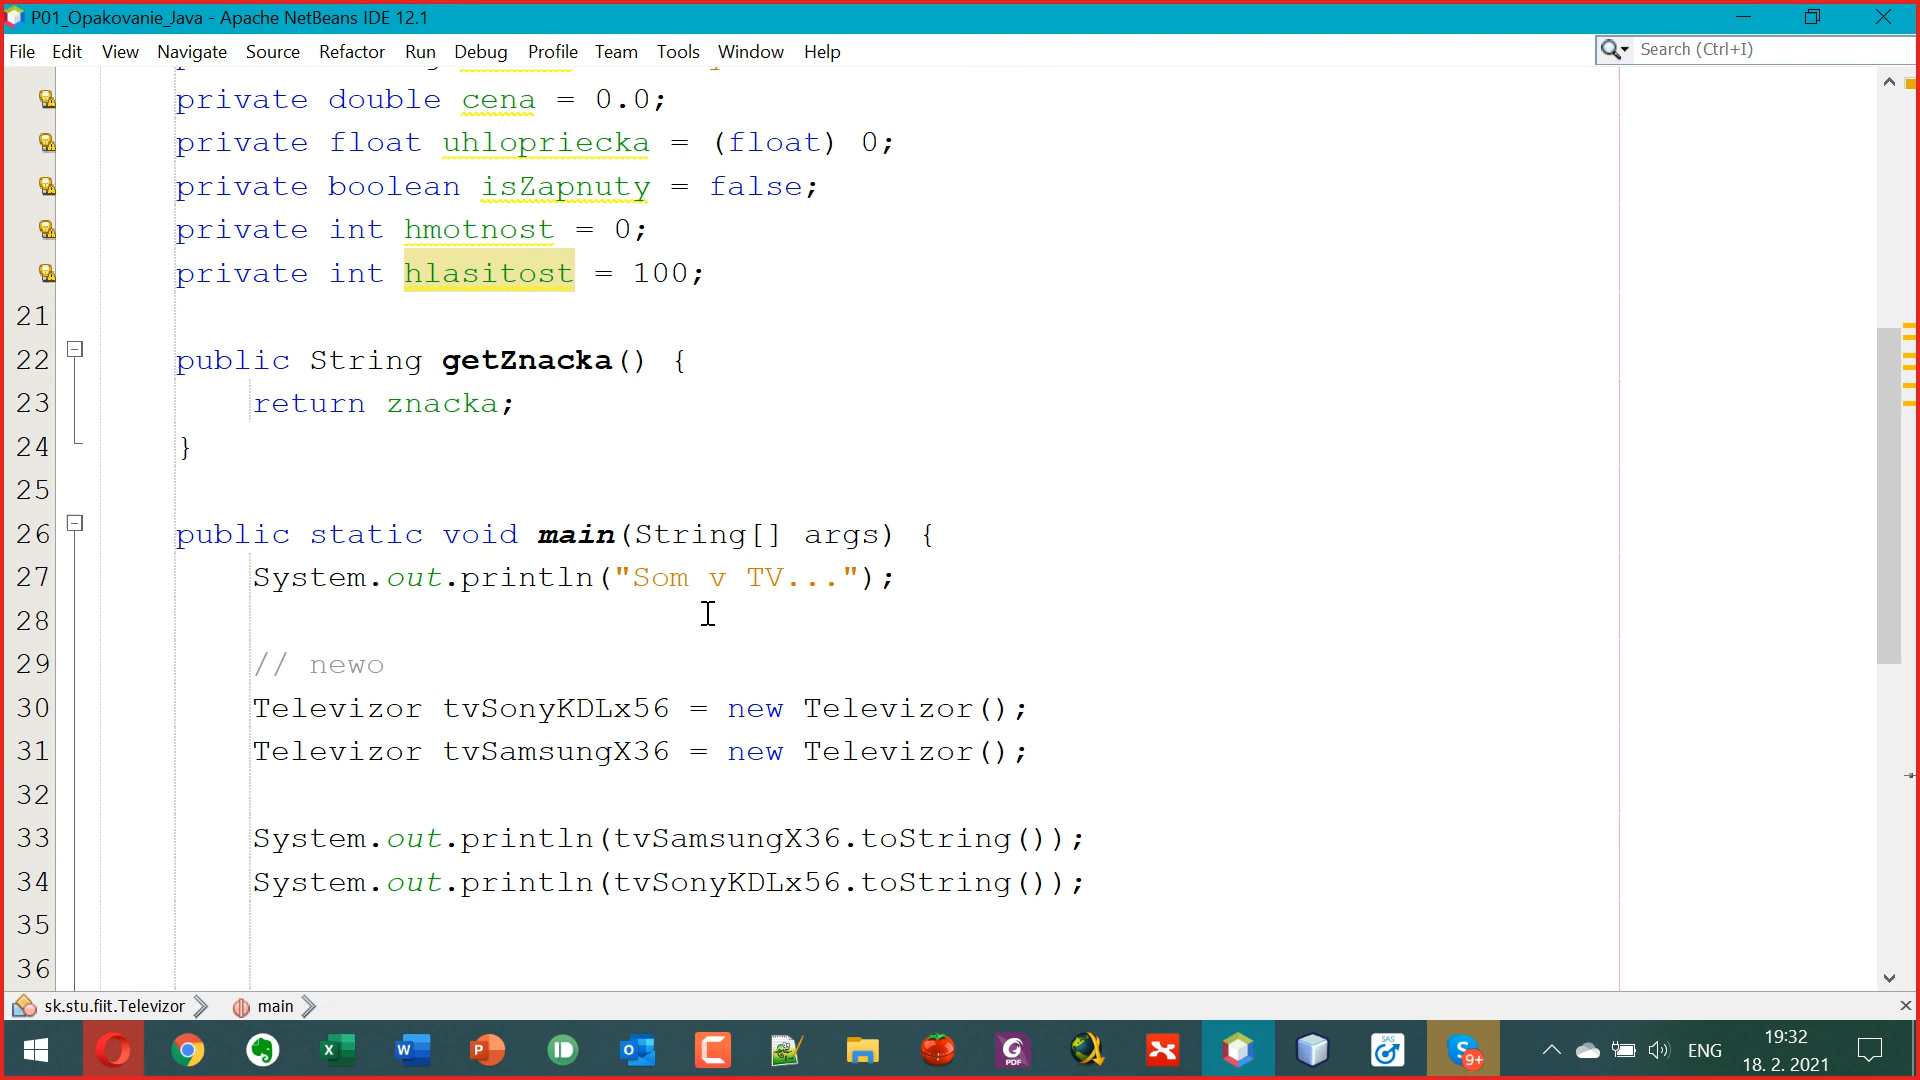 P01_Opakovanie_Java - Apache NetBeans IDE 12.1
File Edit View Navigate Source Refactor Run Debug Profile Team Tools Window Help
Search (Ctrl+I)
private double cena = 0.0;
private float uhlopriecka = (float) 0;
private boolean isZapnuty = false;
private int hmotnost = 0;
private int hlasitost = 100;
21
22 public String getZnacka() {
23 return znacka;
24 }
25
26 public static void main(String[] args) {
27 System.out.println("Som v TV...");
28
29 // newo
30 Televizor tvSonyKDLx56 = new Televizor();
31 Televizor tvSamsungX36 = new Televizor();
32
33 System.out.println(tvSamsungX36.toString());
34 System.out.println(tvSonyKDLx56.toString());
35
36
sk.stu.fiit.Televizor main
ENG
19:32
18. 2. 2021
9+
PDF
SAS